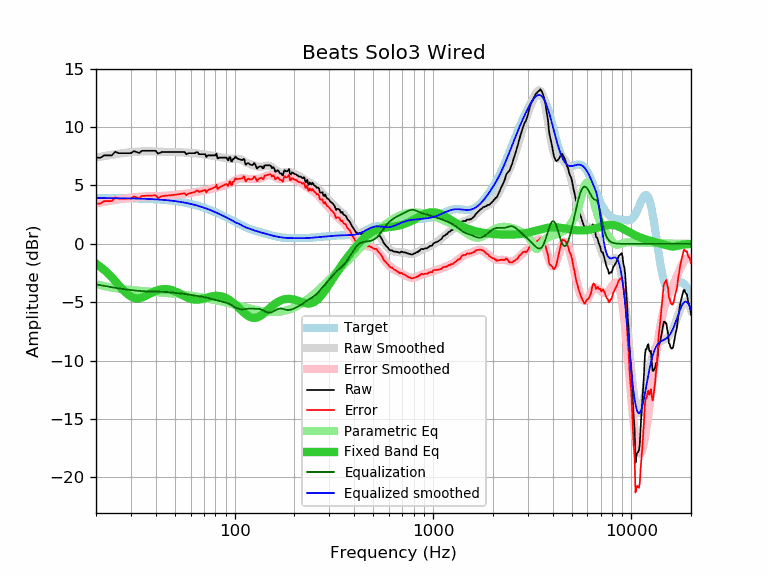 Beats Solo3 Wired
15
10
5
0
−5
−10
−15
−20
Amplitude (dBr)
Target
Raw Smoothed
Error Smoothed
Raw
Error
Parametric Eq
Fixed Band Eq
Equalization
Equalized smoothed
100
1000
10000
Frequency (Hz)